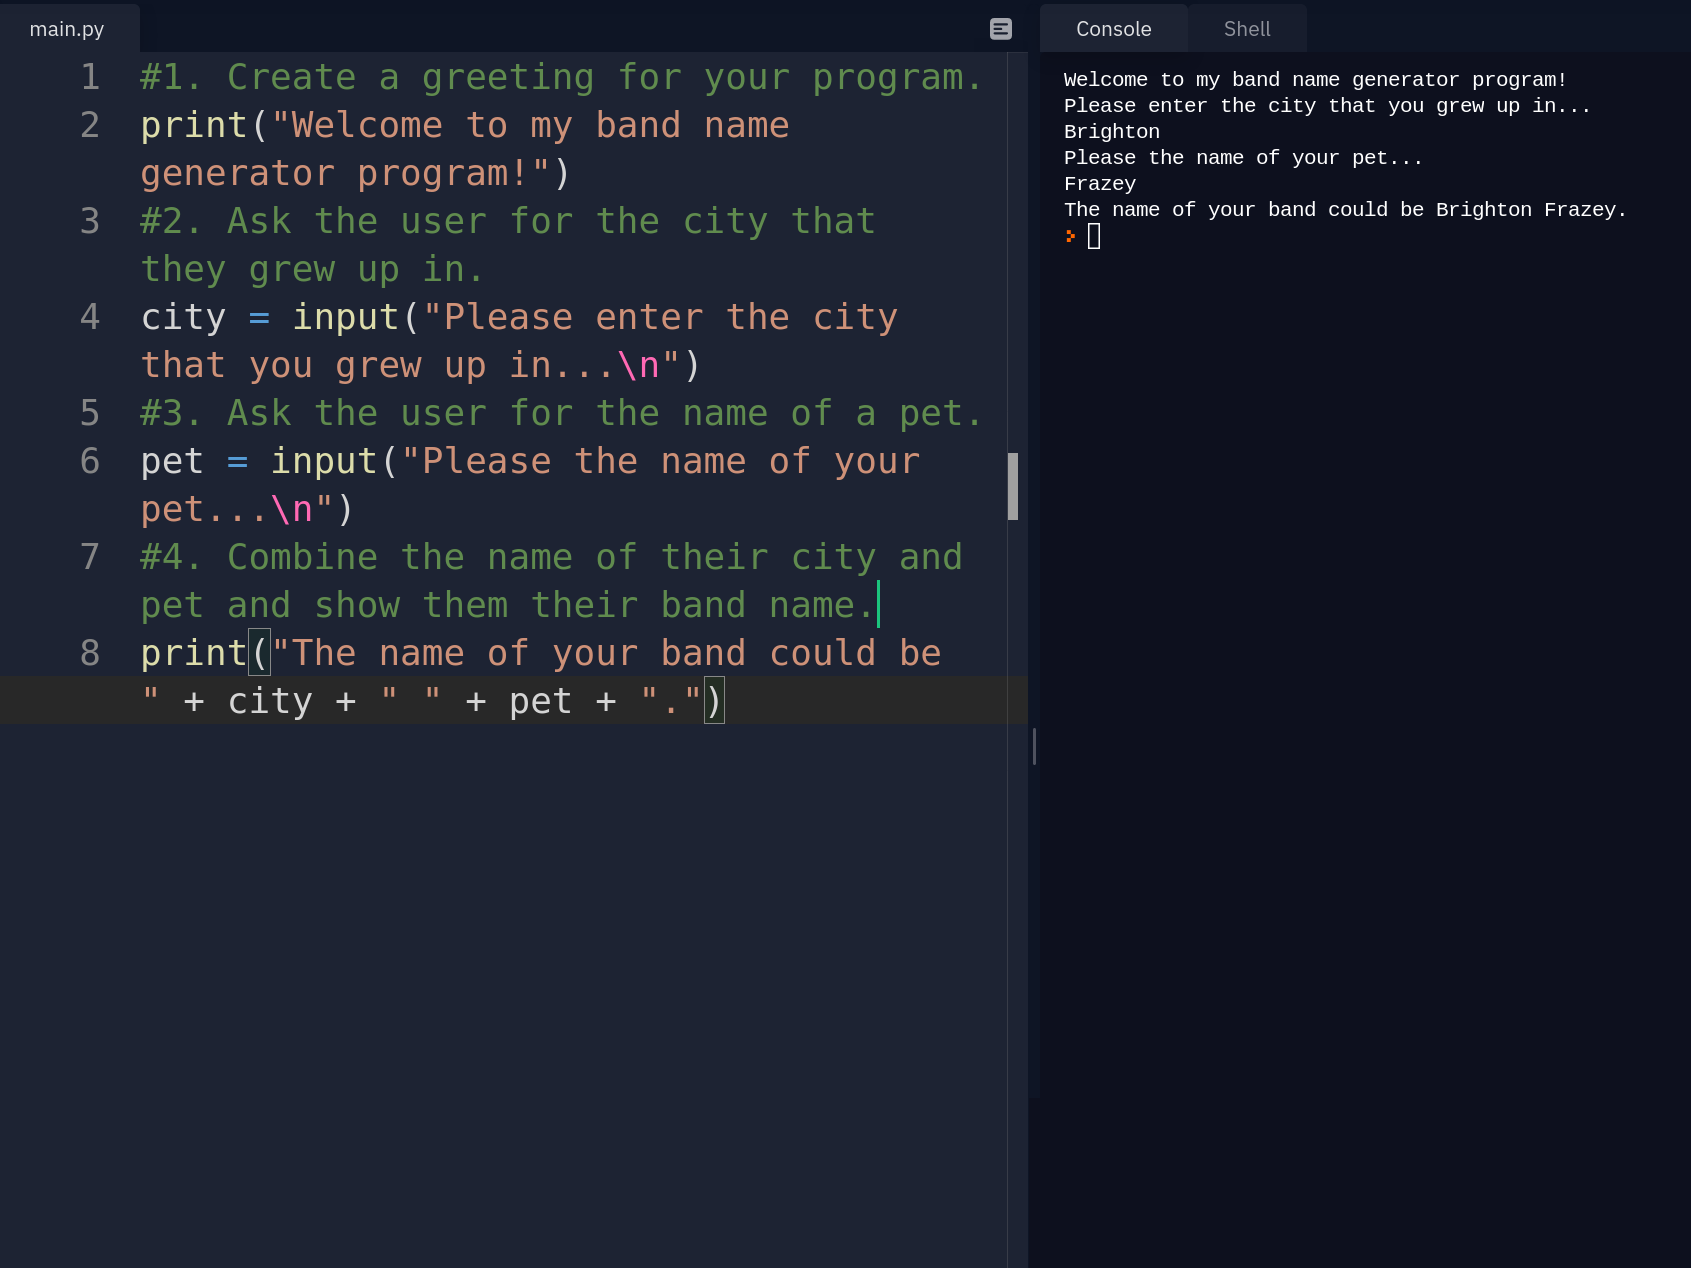 main.py
1 #1. Create a greeting for your program.
2 print("Welcome to my band name
generator program!")
3 #2. Ask the user for the city that
they grew up in.
4 city = input("Please enter the city
that you grew up in...\n")
5 #3. Ask the user for the name of a pet.
6 pet = input("Please the name of your
pet...\n")
7 #4. Combine the name of their city and
pet and show them their band name.
8 print("The name of your band could be
" + city + " " + pet + ".")
Console Shell
Welcome to my band name generator program!
Please enter the city that you grew up in...
Brighton
Please the name of your pet...
Frazey
The name of your band could be Brighton Frazey.